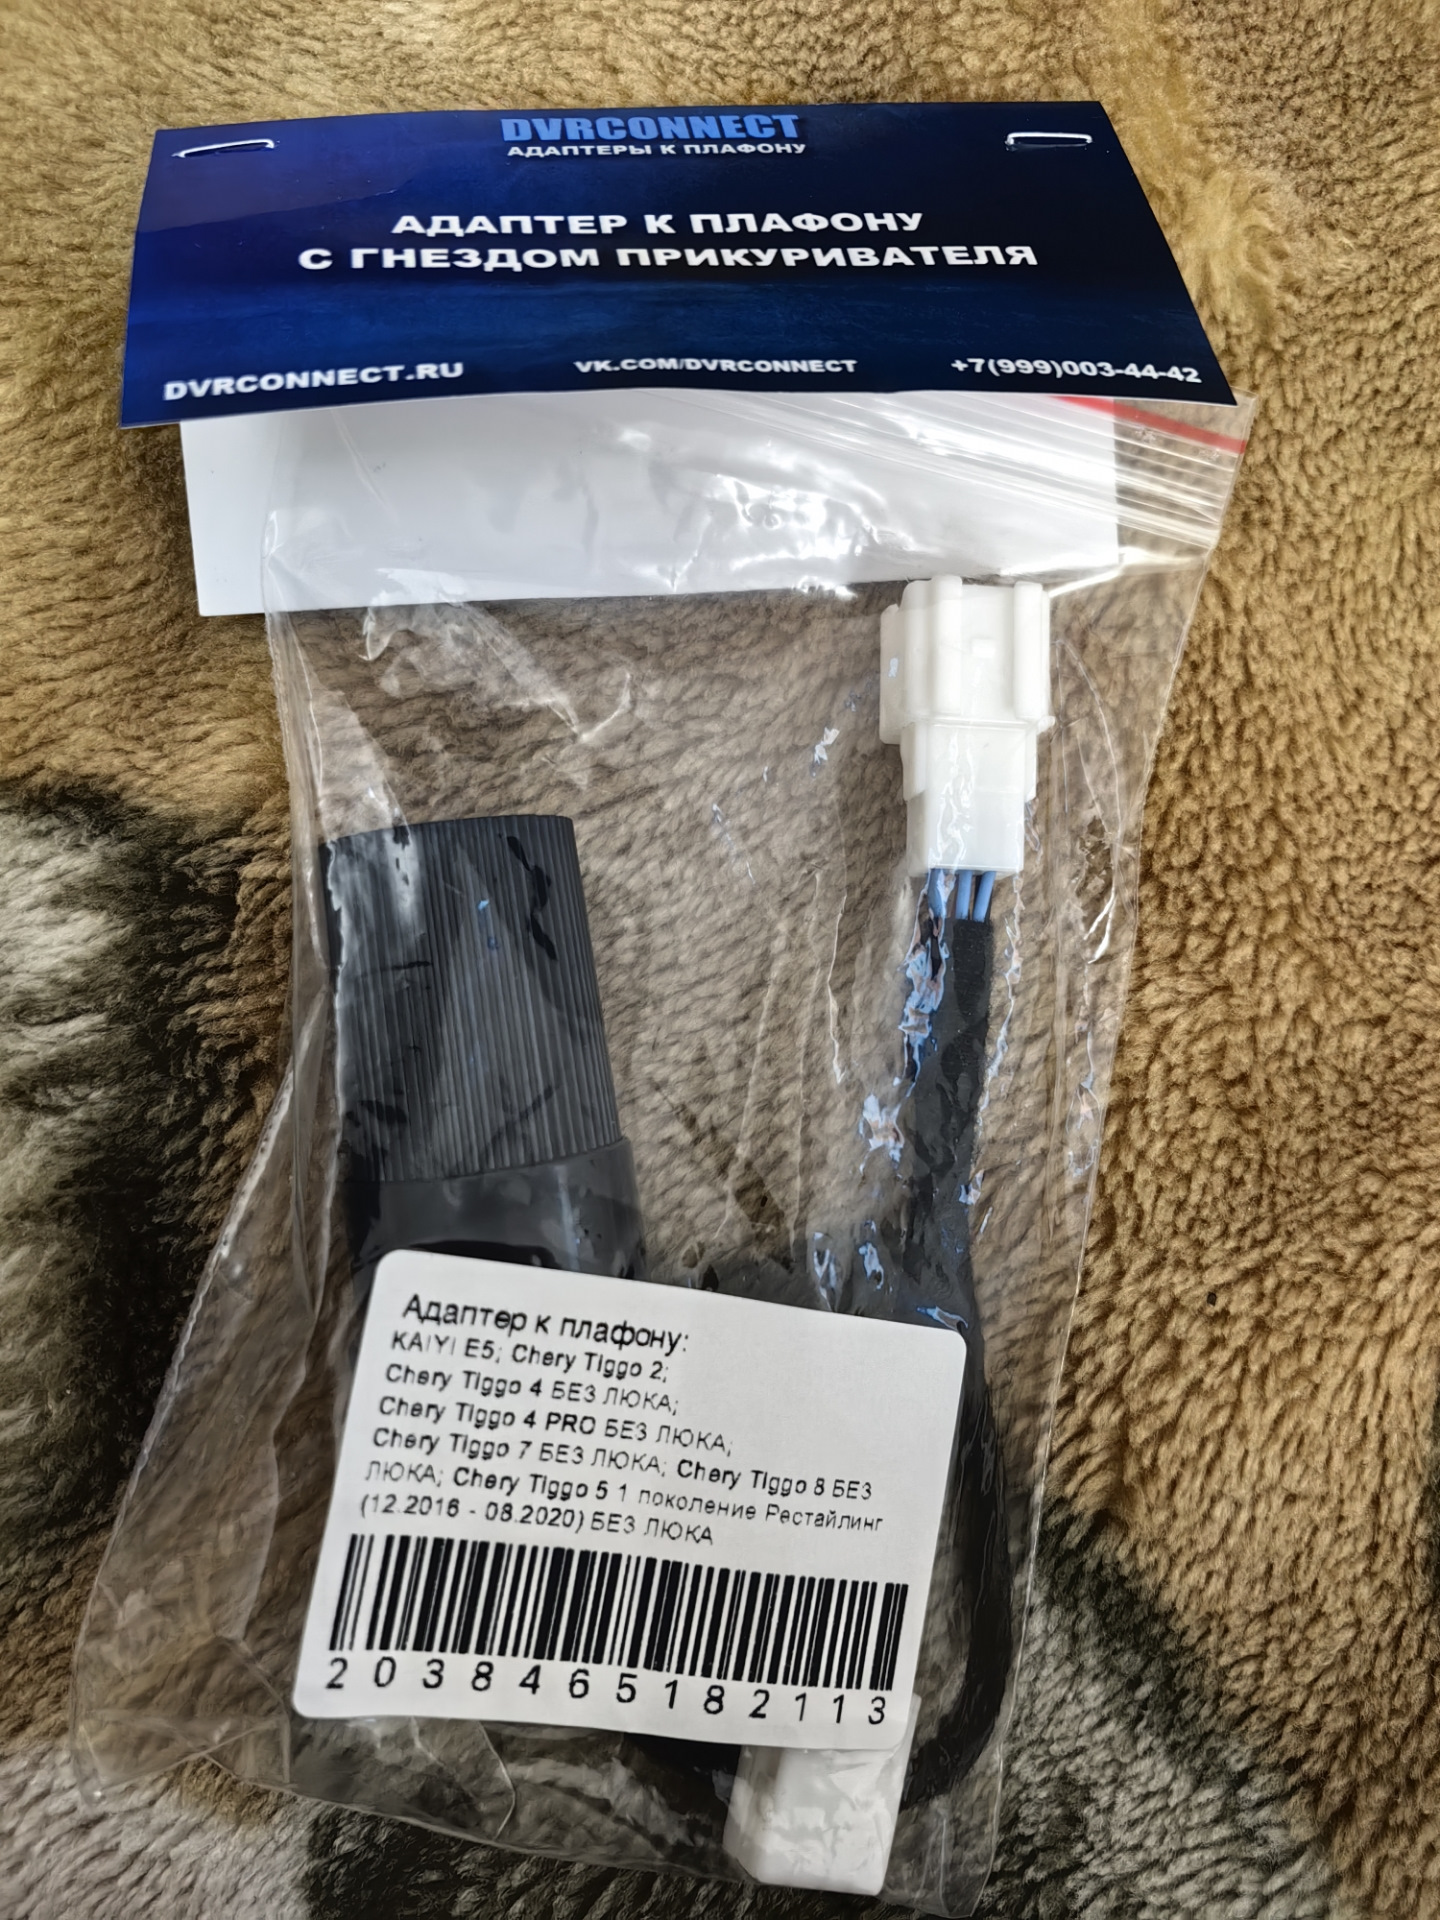 DVRCONNECT
АДАПТЕРЫ К ПЛАФОНУ
АДАПТЕР К ПЛАФОНУ
С ГНЕЗДОМ ПРИКУРИВАТЕЛЯ
DVRCONNECT.RU VK.COM/DVRCONNECT +7(999)003-44-42
Адаптер к плафону:
KAIYI E5; Chery Tiggo 2;
Chery Tiggo 4 БЕЗ ЛЮКА;
Chery Tiggo 4 PRO БЕЗ ЛЮКА;
Chery Tiggo 7 БЕЗ ЛЮКА; Chery Tiggo 8 БЕЗ
ЛЮКА; Chery Tiggo 5 1 поколение Рестайлинг
(12.2016 - 08.2020) БЕЗ ЛЮКА
2038465182113